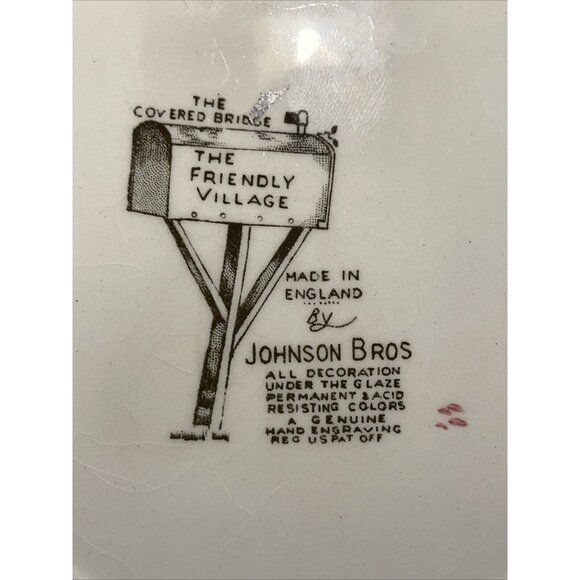 THE
COVERED BRIDGE
THE
FRIENDLY
VILLAGE
MADE IN
ENGLAND
By
JOHNSON BROS
ALL DECORATION
UNDER THE GLAZE
PERMANENT & ACID
RESISTING COLORS
A GENUINE
HAND ENGRAVING
REG US PAT OFF